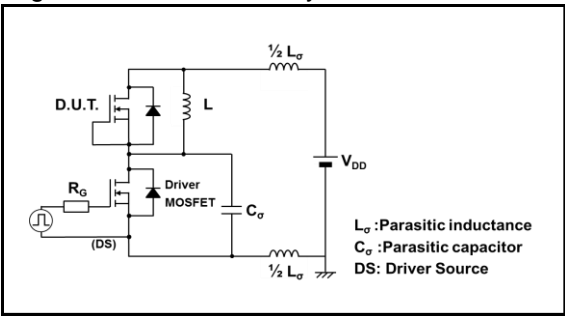 ½ Lσ
D.U.T.
L
VDD
RG
Driver
MOSFET
Cσ
(DS)
½ Lσ
Lσ :Parasitic inductance
Cσ :Parasitic capacitor
DS: Driver Source